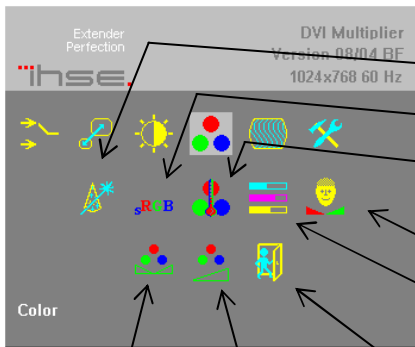 Extender
Perfection
DVI Multiplier
Version 08/04 BF
ihse.
1024x768 60 Hz
sRGB
Color